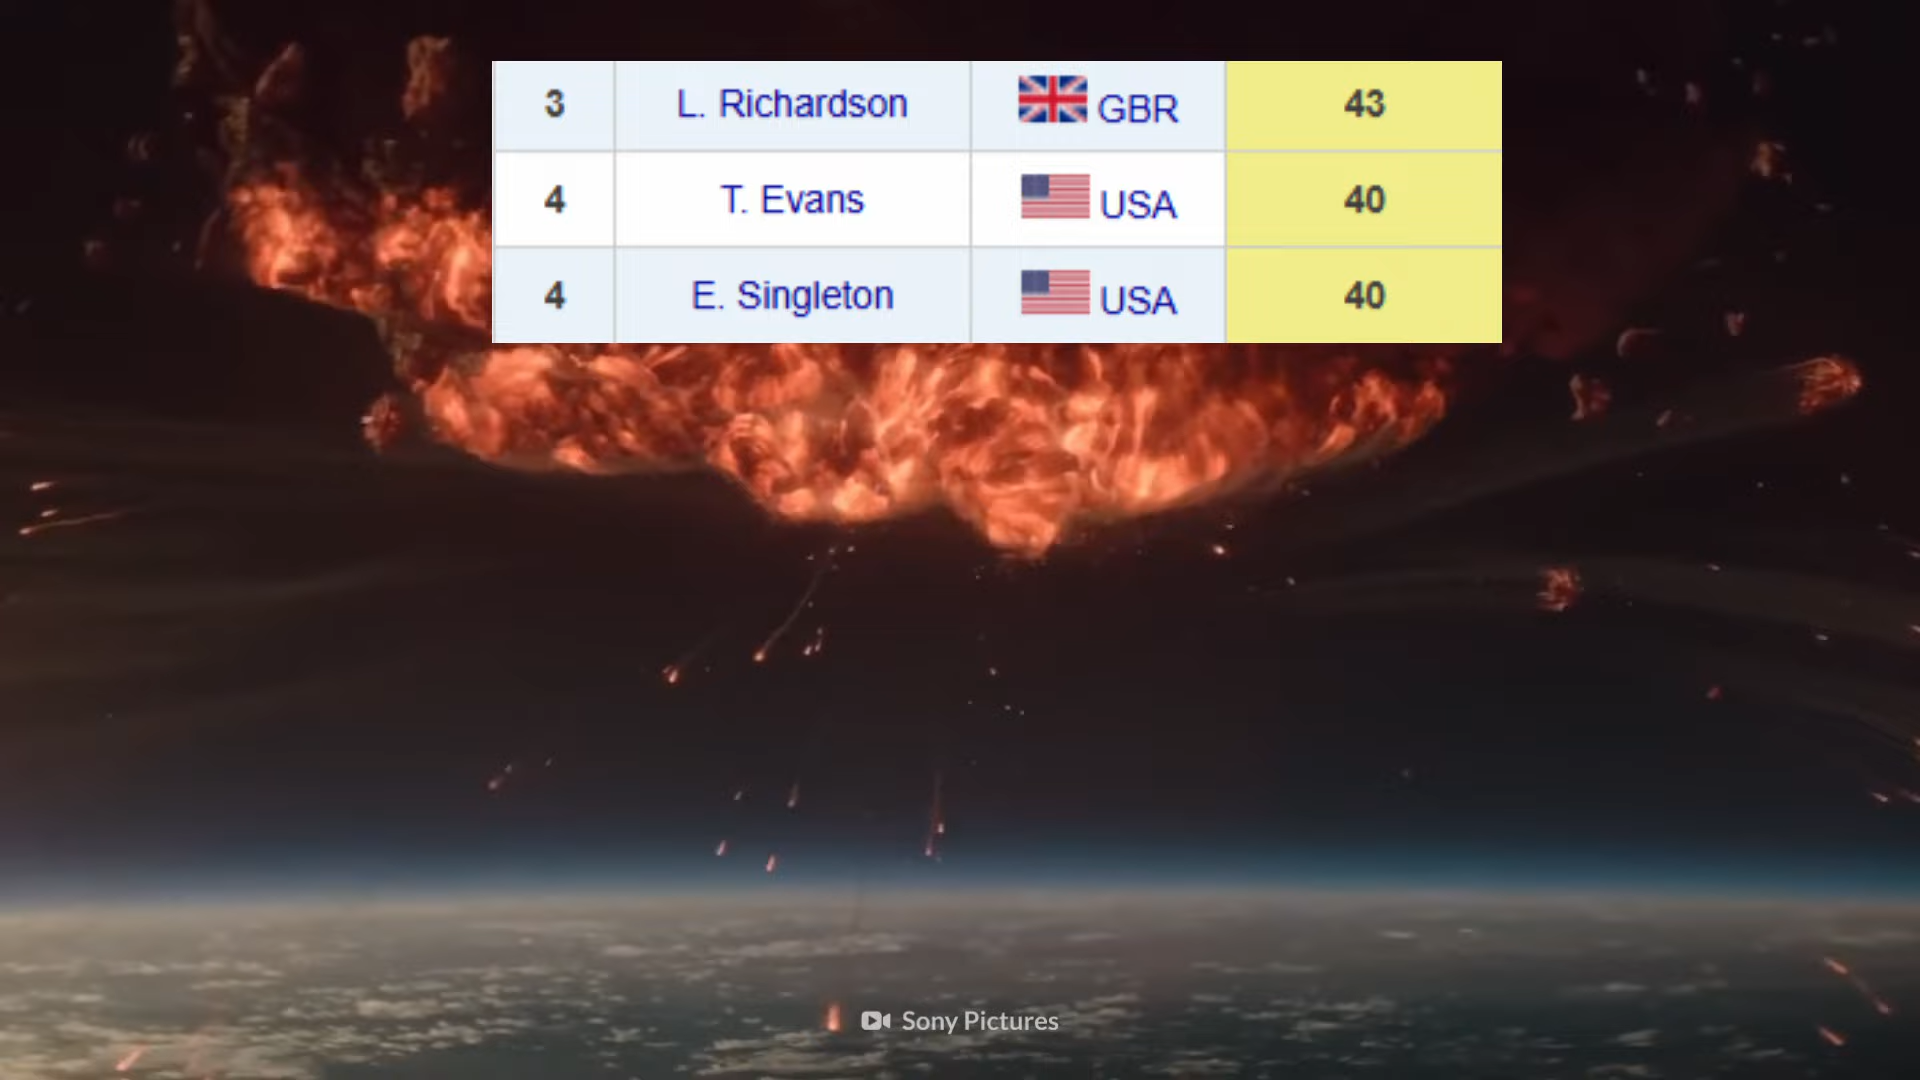 3 L. Richardson GBR 43
4 T. Evans USA 40
4 E. Singleton USA 40
Sony Pictures